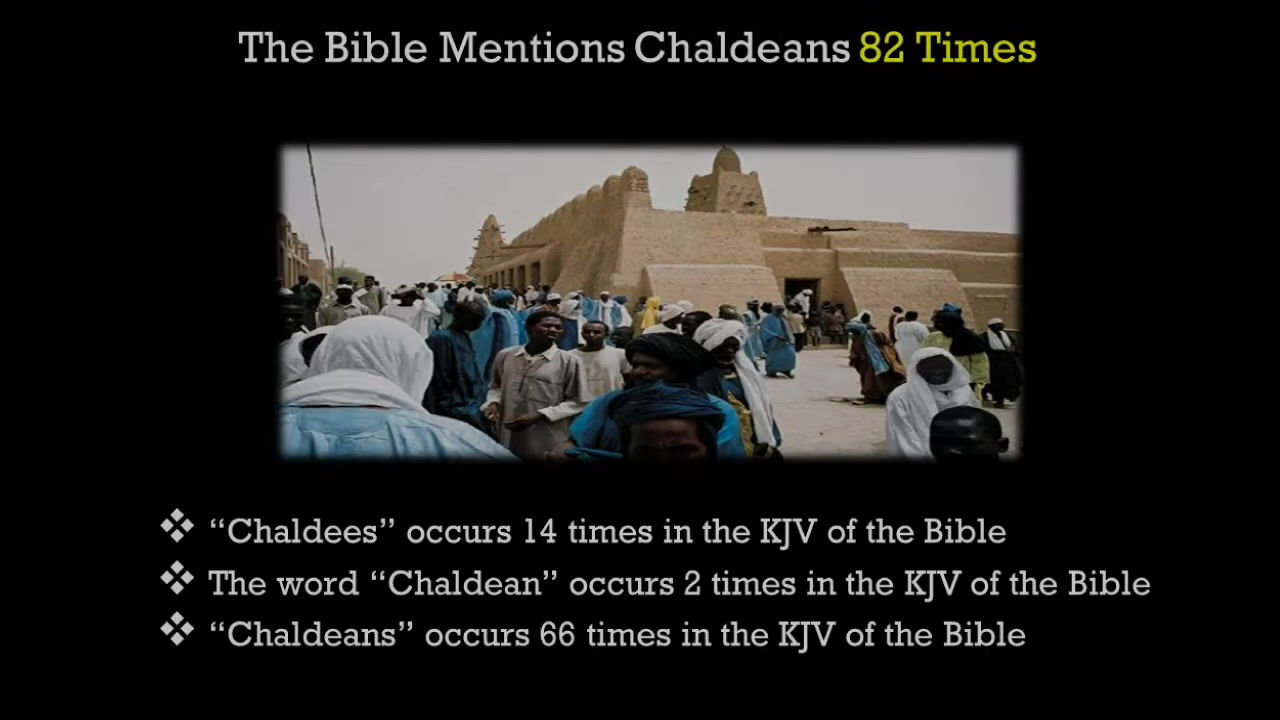 The Bible Mentions Chaldeans 82 Times
❖ “Chaldees” occurs 14 times in the KJV of the Bible
❖ The word “Chaldean” occurs 2 times in the KJV of the Bible
❖ “Chaldeans” occurs 66 times in the KJV of the Bible